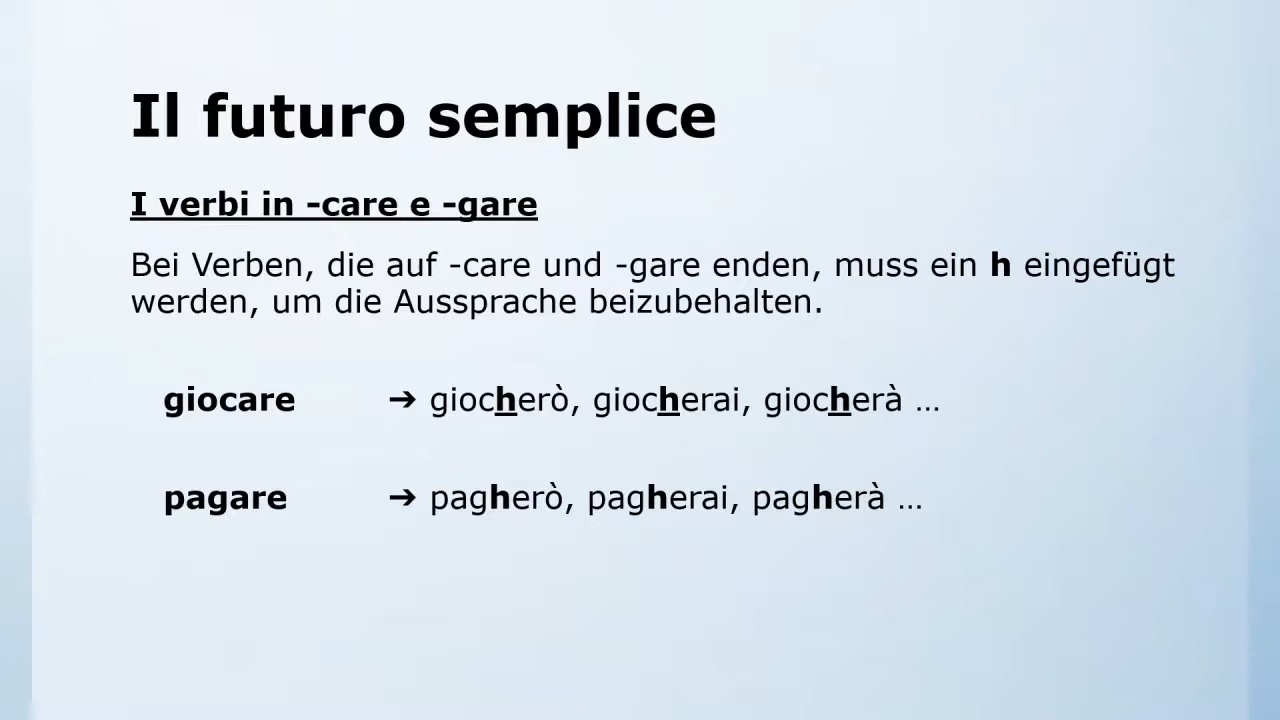 Il futuro semplice
I verbi in -care e -gare
Bei Verben, die auf -care und -gare enden, muss ein h eingefügt
werden, um die Aussprache beizubehalten.
giocare ➔ giocherò, giocherai, giocherà …
pagare ➔ pagherò, pagherai, pagherà …